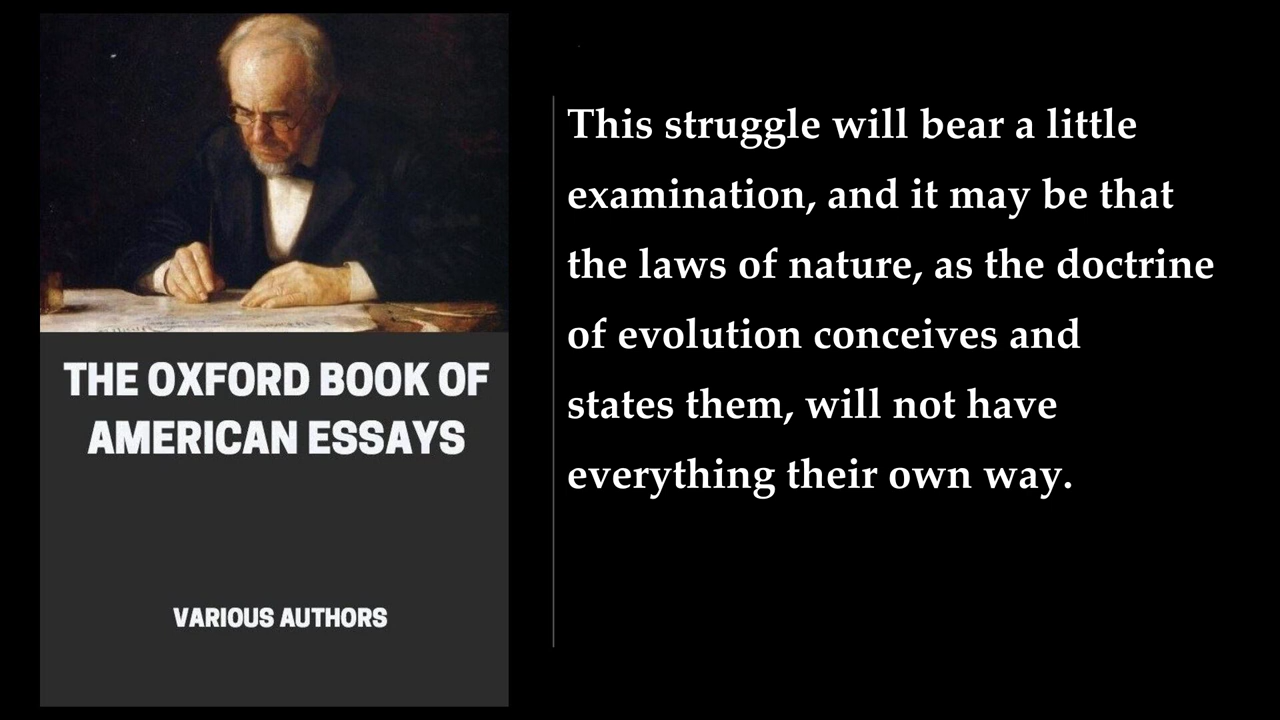 THE OXFORD BOOK OF
AMERICAN ESSAYS
VARIOUS AUTHORS
This struggle will bear a little
examination, and it may be that
the laws of nature, as the doctrine
of evolution conceives and
states them, will not have
everything their own way.